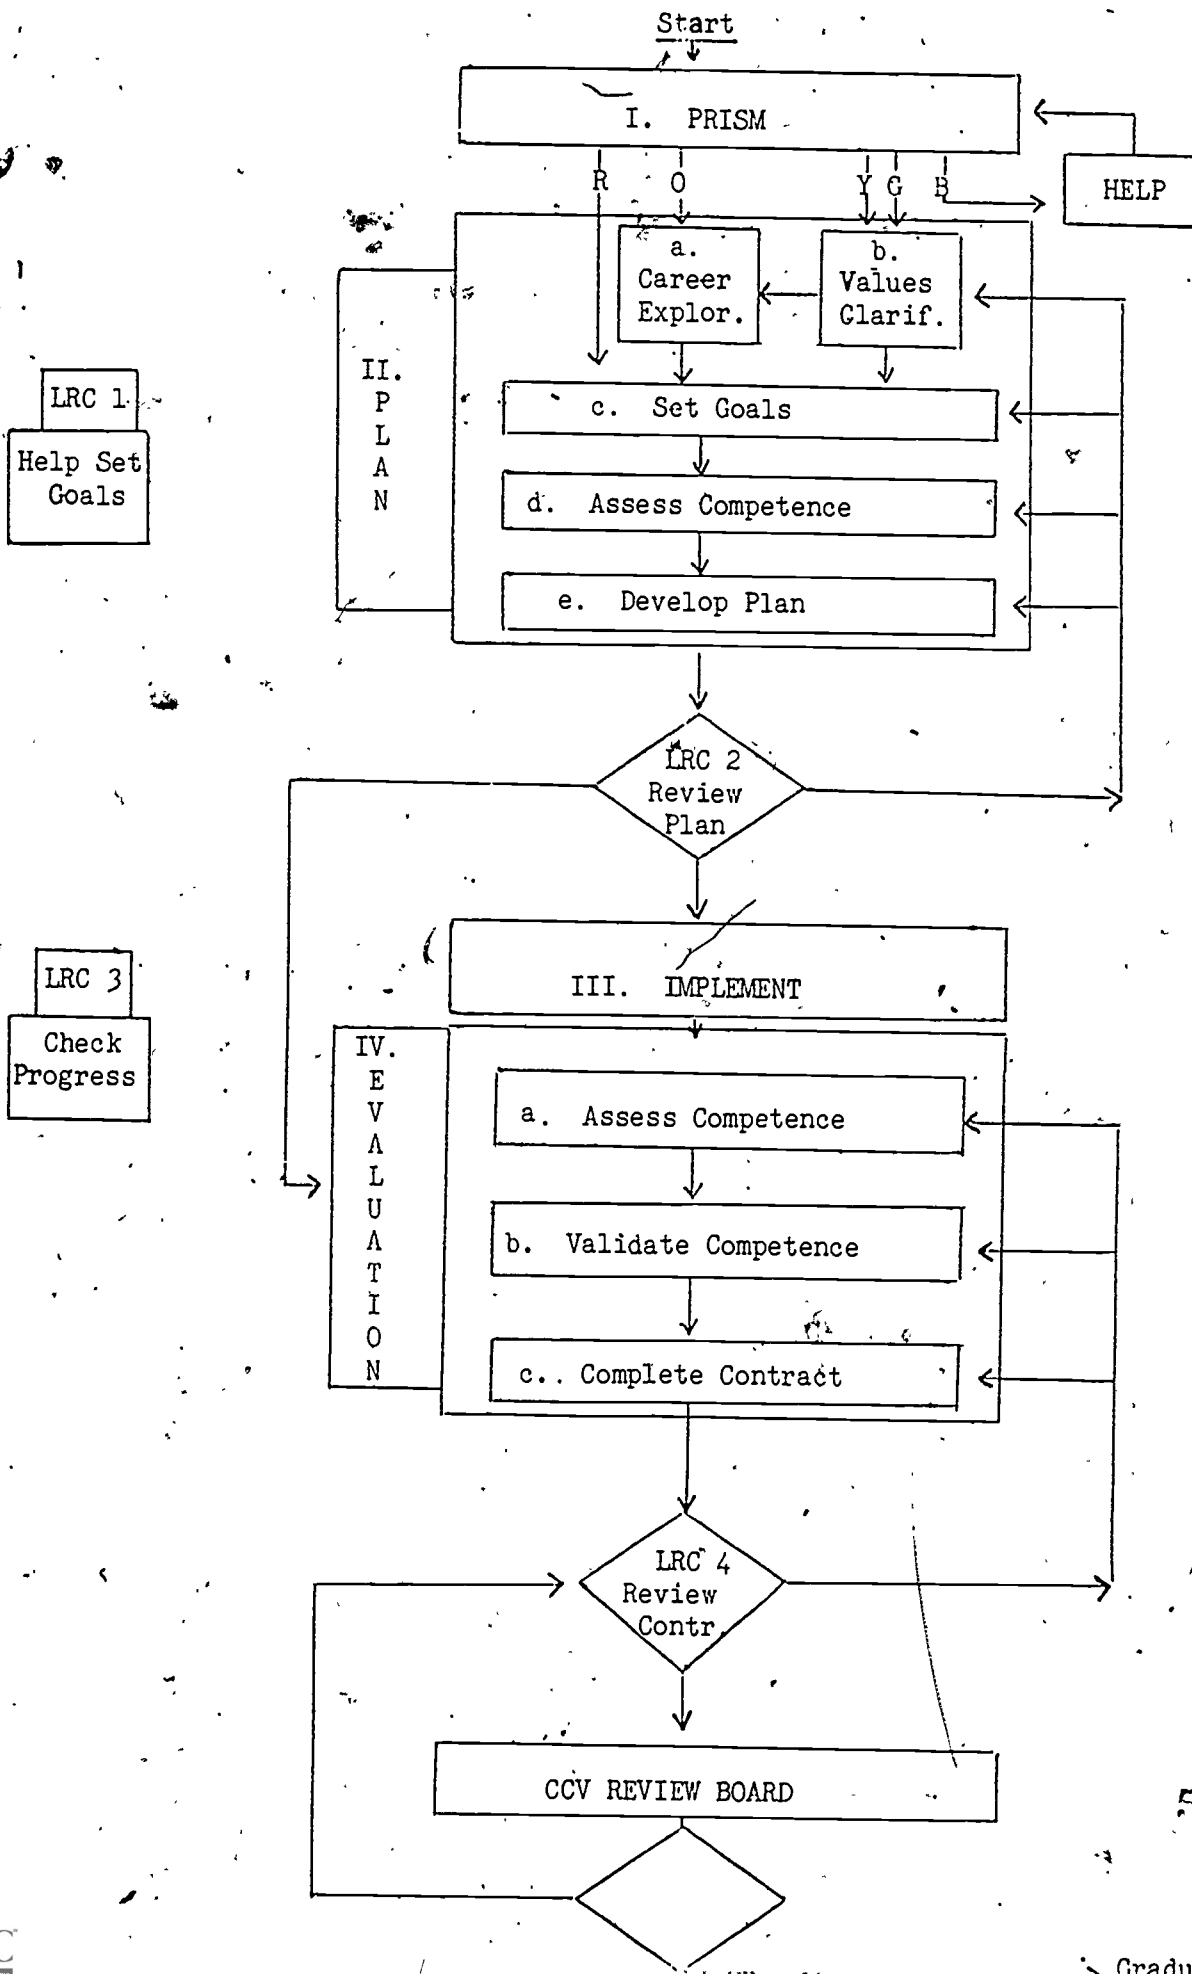 Start
I. PRISM
R O Y G B
HELP
a.
Career
Explor.
b.
Values
Clarif.
II.
P
L
A
N
c. Set Goals
d. Assess Competence
e. Develop Plan
LRC 1
Help Set
Goals
LRC 2
Review
Plan
III. IMPLEMENT
LRC 3
Check
Progress
IV.
E
V
A
L
U
A
T
I
O
N
a. Assess Competence
b. Validate Competence
c. Complete Contract
LRC 4
Review
Contr.
CCV REVIEW BOARD